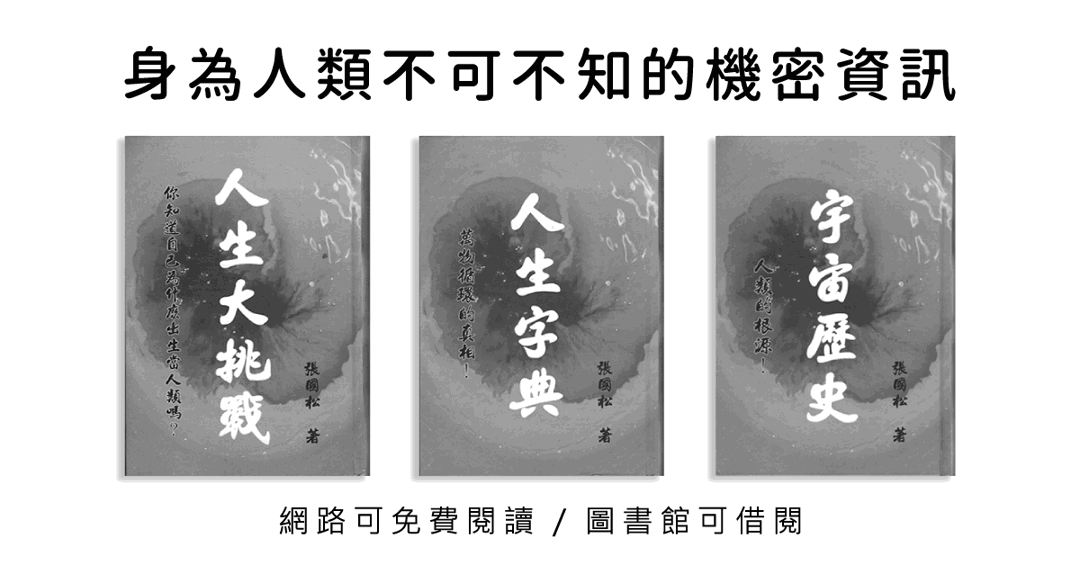 身為人類不可不知的機密資訊
人生大挑戰
你知道自己為什麼出生當人類嗎?
張國松 著
人生字典
萬物循環的真相!
張國松 著
宇宙歷史
人類的根源!
張國松 著
網路可免費閱讀 / 圖書館可借閱